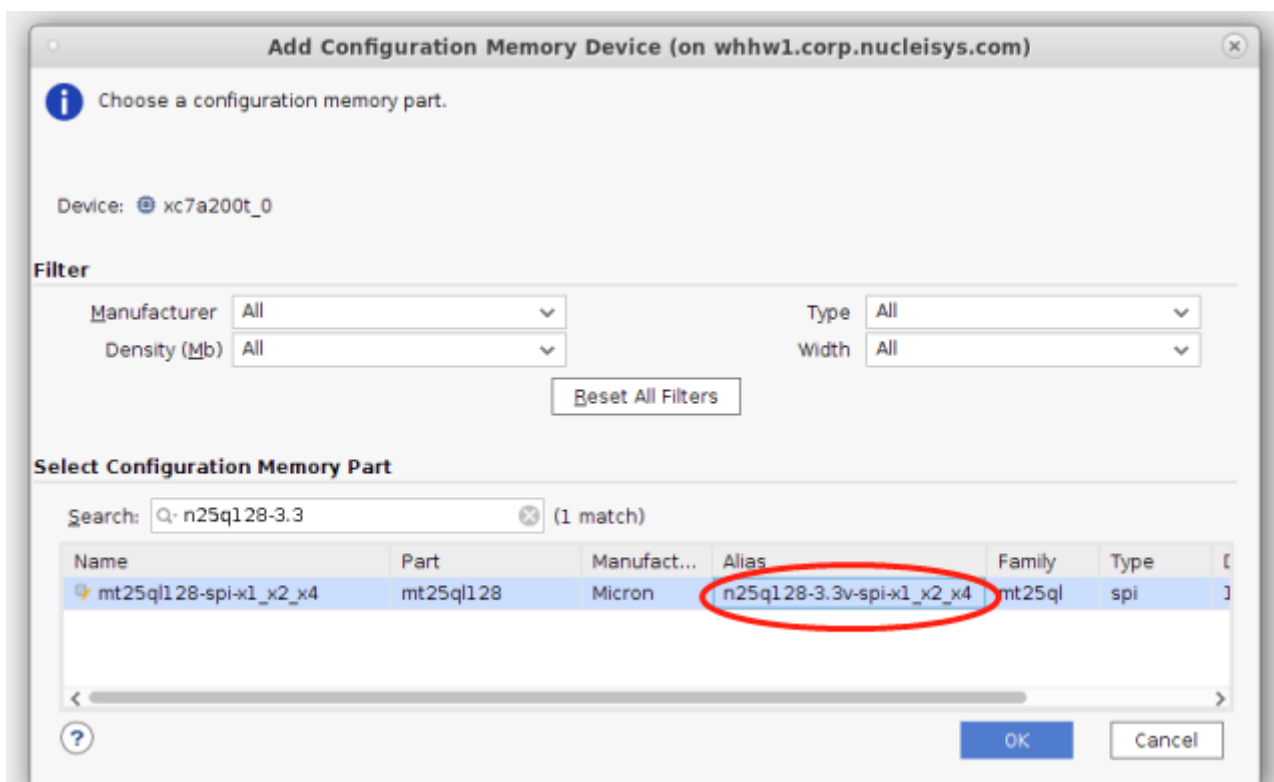 Add Configuration Memory Device (on whhw1.corp.nucleisys.com)
Choose a configuration memory part.
Device: xc7a200t_0
Filter
Manufacturer All Type All
Density (Mb) All Width All
Reset All Filters
Select Configuration Memory Part
Search: n25q128-3.3 (1 match)
Name Part Manufact... Alias Family Type
mt25ql128-spi-x1_x2_x4 mt25ql128 Micron n25q128-3.3v-spi-x1_x2_x4 mt25ql spi
? OK Cancel